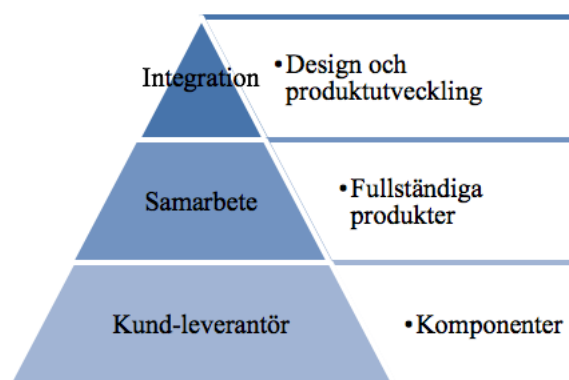 Integration
•Design och
produktutveckling
Samarbete
•Fullständiga
produkter
Kund-leverantör
•Komponenter